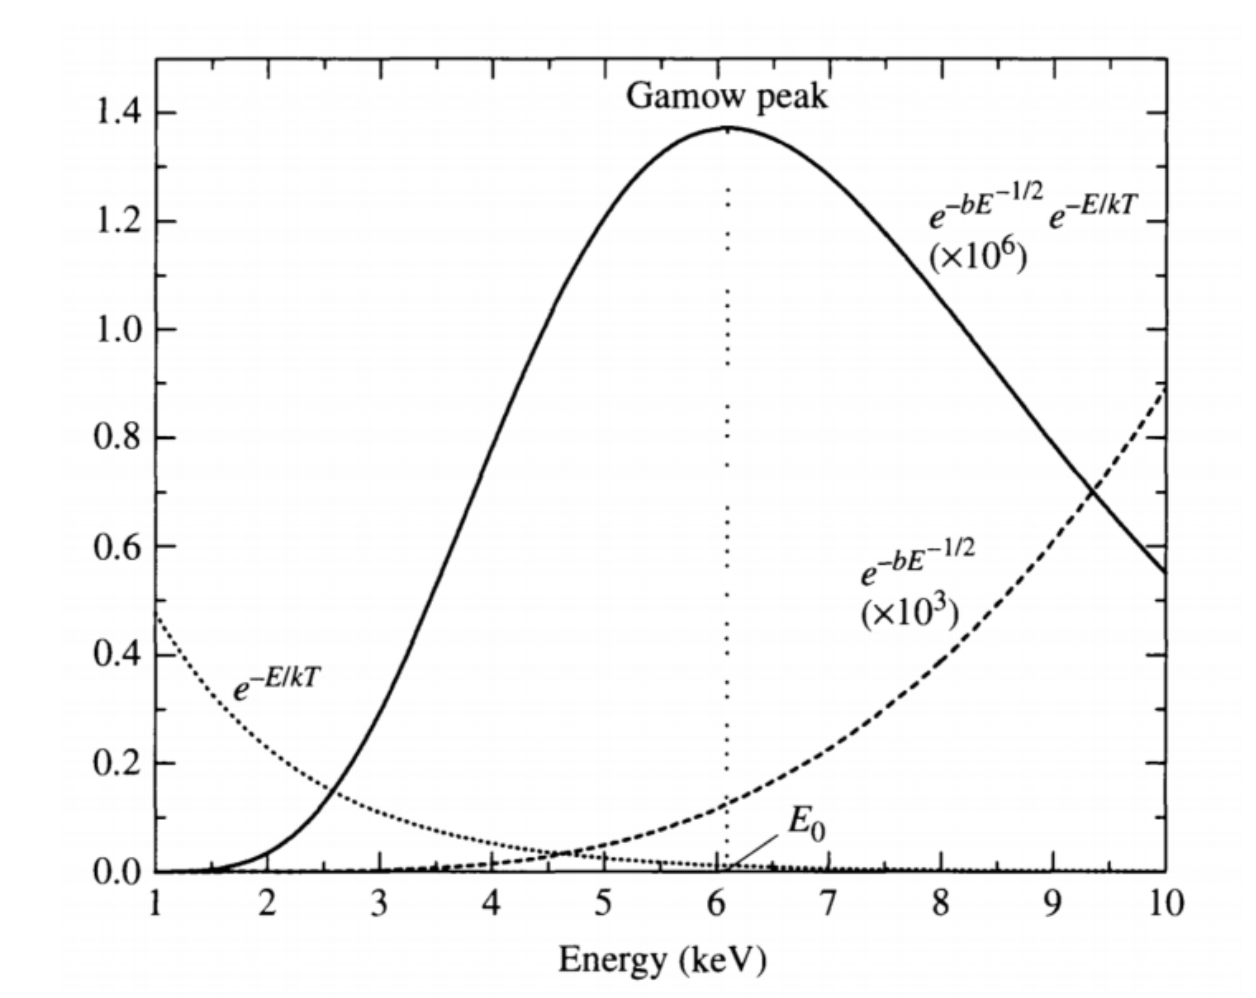 Gamow peak
1.4
1.2
1.0
0.8
0.6
0.4
0.2
0.0
e^{-bE^{-1/2}} e^{-E/kT}
(×10^6)
e^{-bE^{-1/2}}
(×10^3)
e^{-E/kT}
E_0
1 2 3 4 5 6 7 8 9 10
Energy (keV)